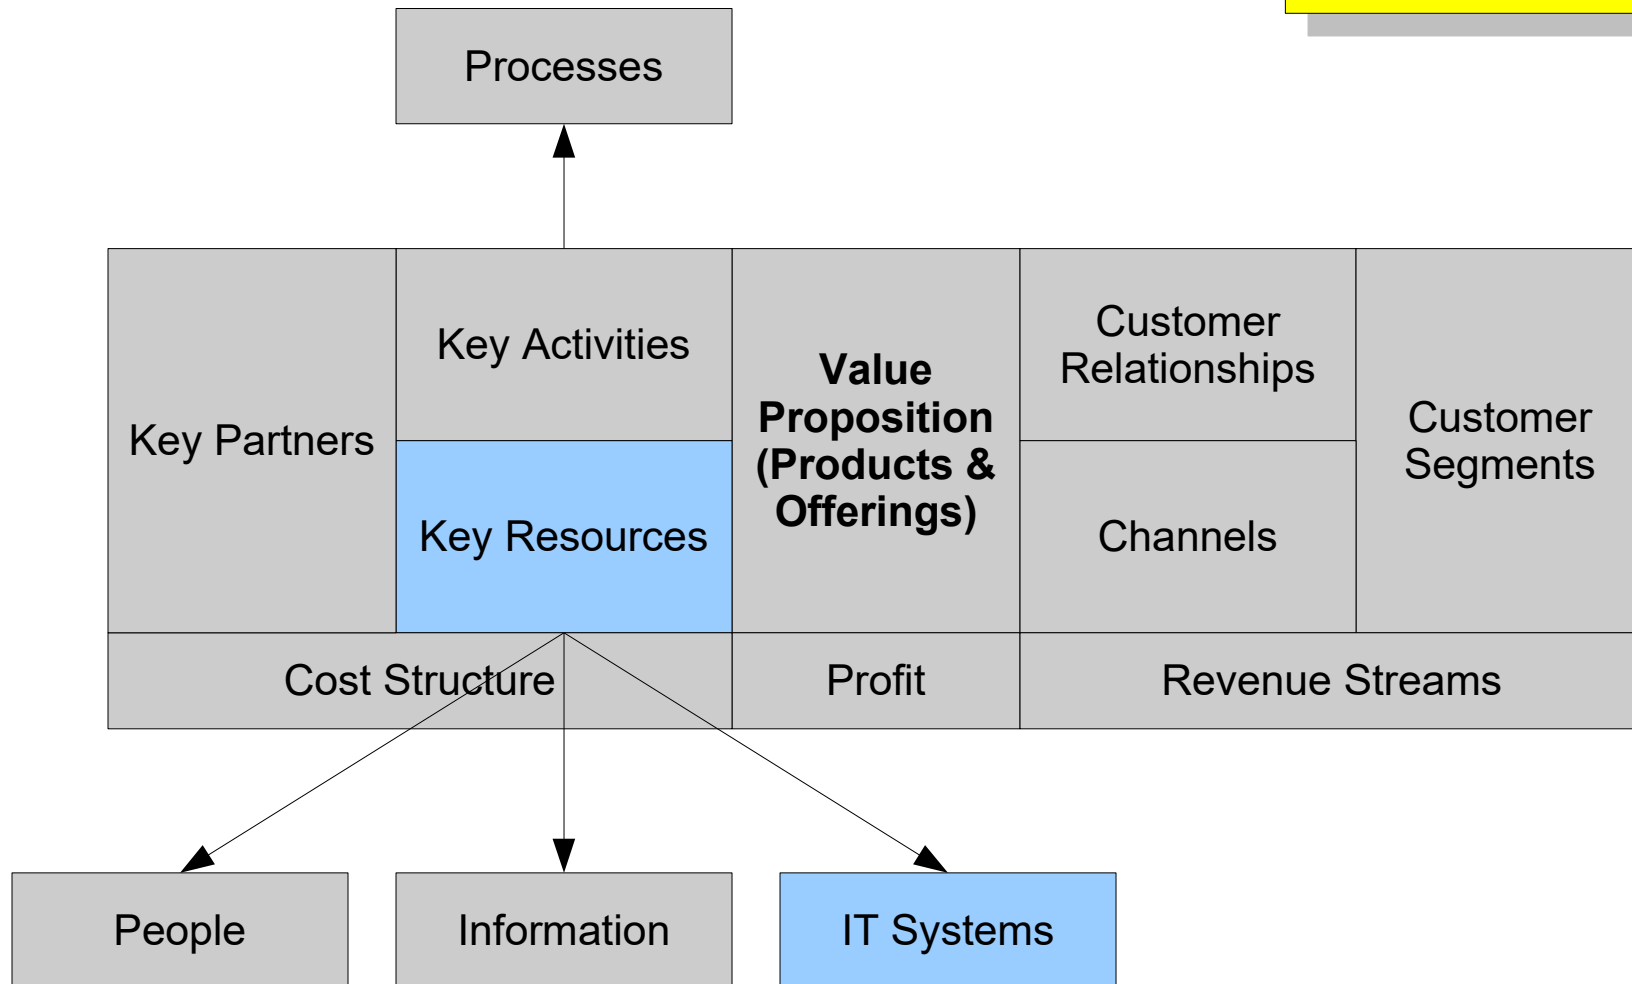 Processes
Key Partners
Key Activities
Key Resources
Value
Proposition
(Products &
Offerings)
Customer
Relationships
Channels
Customer
Segments
Cost Structure
Profit
Revenue Streams
People
Information
IT Systems